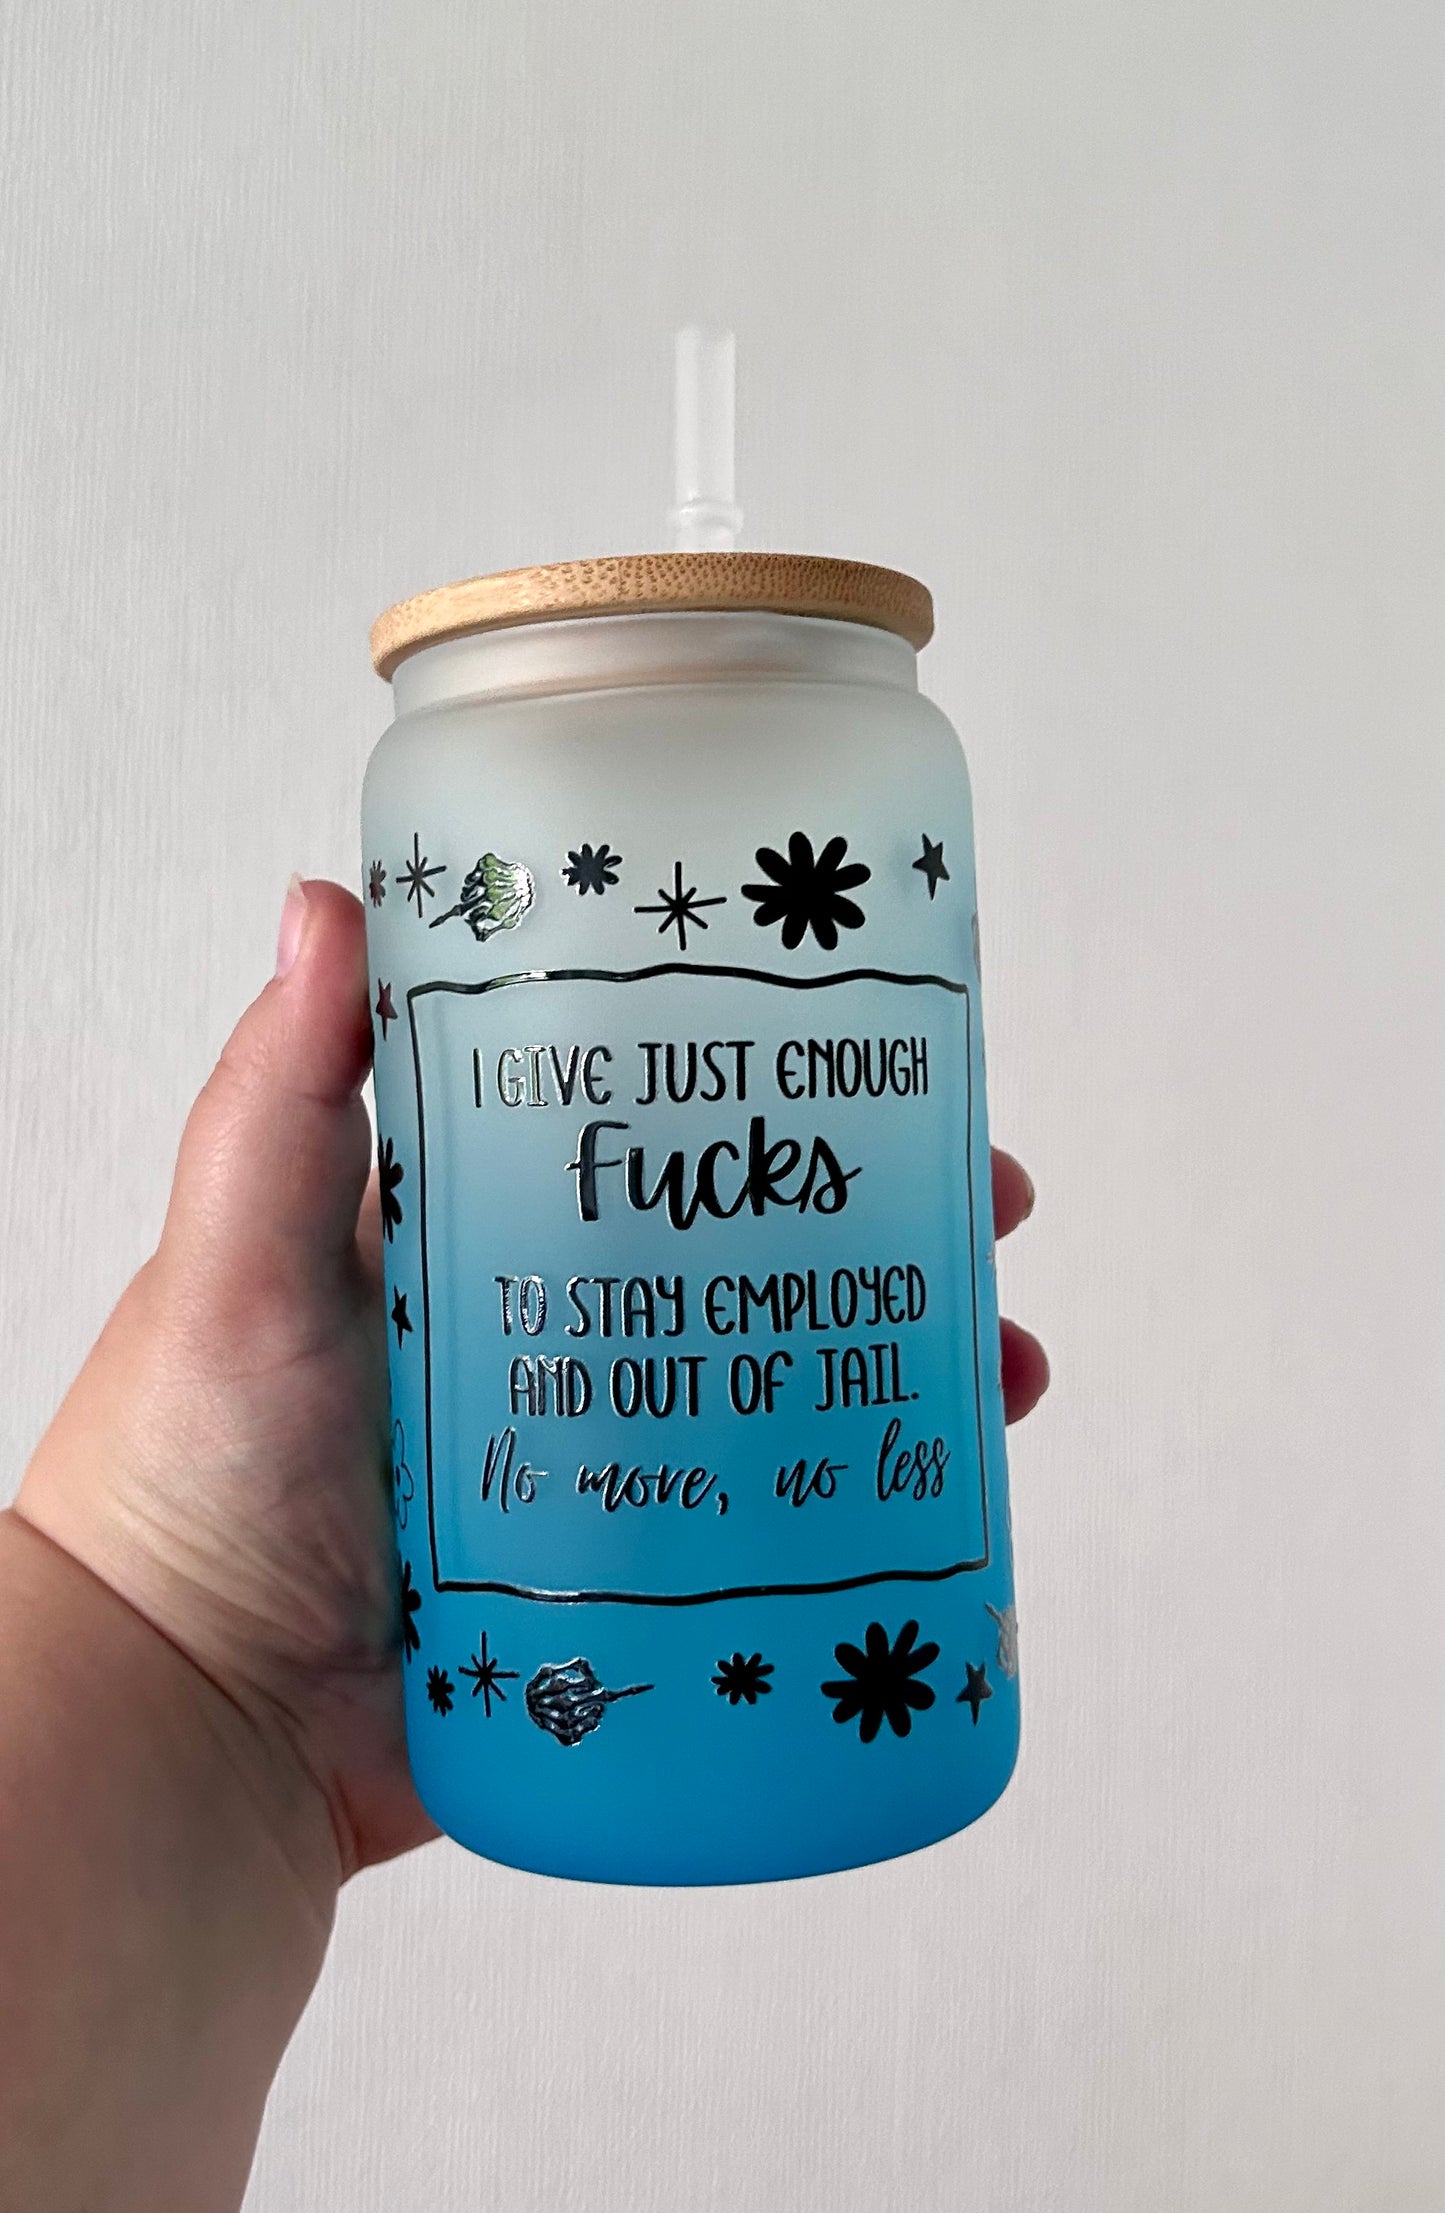 I GIVE JUST ENOUGH
Fucks
TO STAY EMPLOYED
AND OUT OF JAIL.
No more, no less